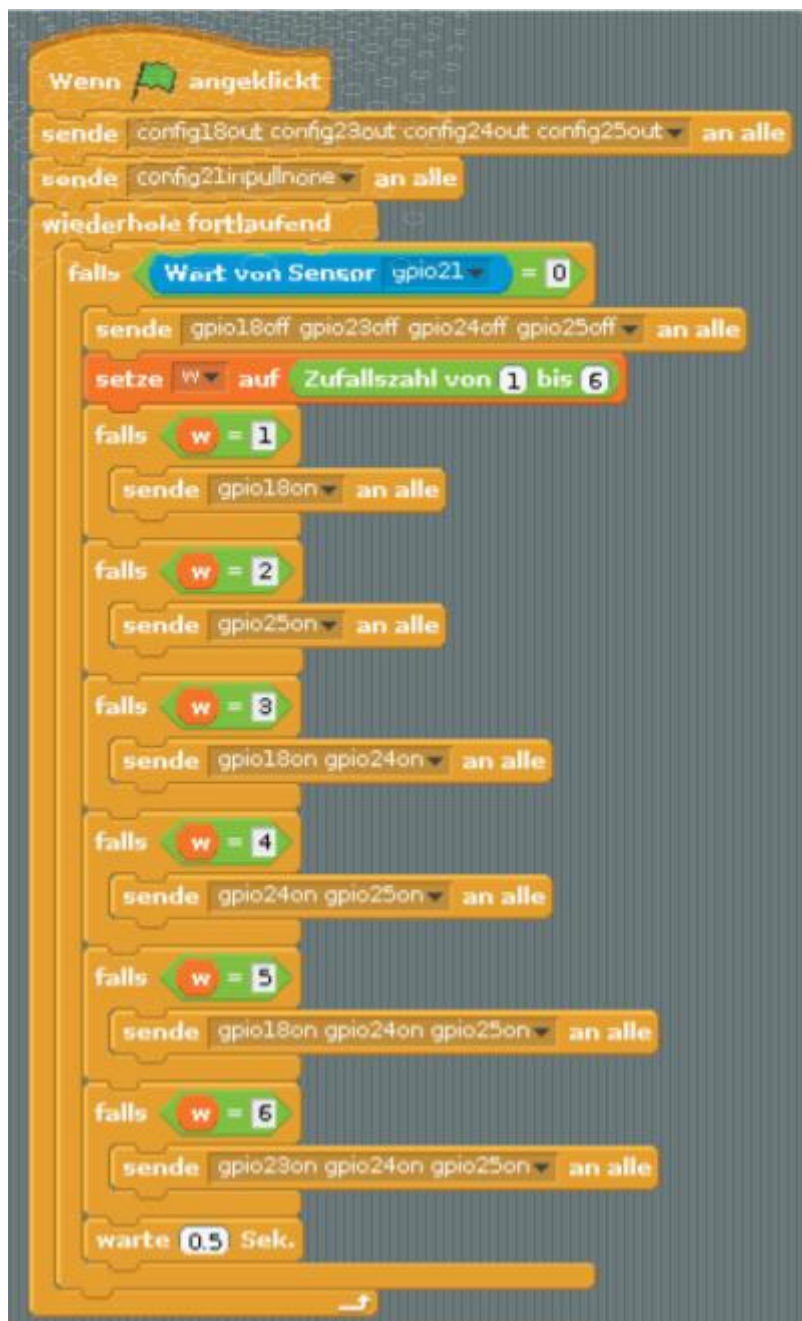 Wenn angeklickt
sende config18out config23out config24out config25out an alle
sende config21inpullnone an alle
wiederhole fortlaufend
falls Wert von Sensor gpio21 = 0
sende gpio18off gpio23off gpio24off gpio25off an alle
setze w auf Zufallszahl von 1 bis 6
falls w = 1
sende gpio18on an alle
falls w = 2
sende gpio25on an alle
falls w = 3
sende gpio18on gpio24on an alle
falls w = 4
sende gpio24on gpio25on an alle
falls w = 5
sende gpio18on gpio24on gpio25on an alle
falls w = 6
sende gpio23on gpio24on gpio25on an alle
warte 0.5 Sek.